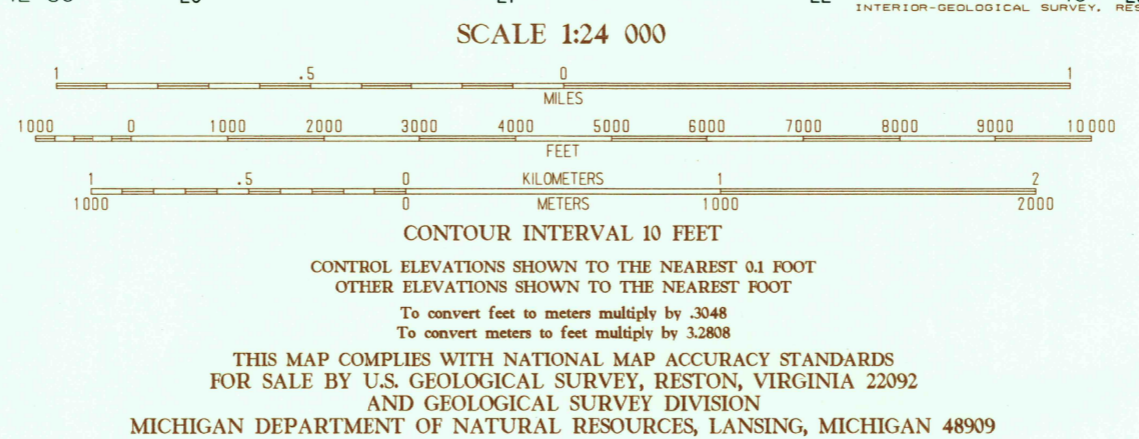 INTERIOR-GEOLOGICAL SURVEY, RES
SCALE 1:24 000
1 .5 0 1
MILES
1000 0 1000 2000 3000 4000 5000 6000 7000 8000 9000 10000
FEET
1 .5 0 KILOMETERS 1 2
1000 0 METERS 1000 2000
CONTOUR INTERVAL 10 FEET
CONTROL ELEVATIONS SHOWN TO THE NEAREST 0.1 FOOT
OTHER ELEVATIONS SHOWN TO THE NEAREST FOOT
To convert feet to meters multiply by .3048
To convert meters to feet multiply by 3.2808
THIS MAP COMPLIES WITH NATIONAL MAP ACCURACY STANDARDS
FOR SALE BY U.S. GEOLOGICAL SURVEY, RESTON, VIRGINIA 22092
AND GEOLOGICAL SURVEY DIVISION
MICHIGAN DEPARTMENT OF NATURAL RESOURCES, LANSING, MICHIGAN 48909